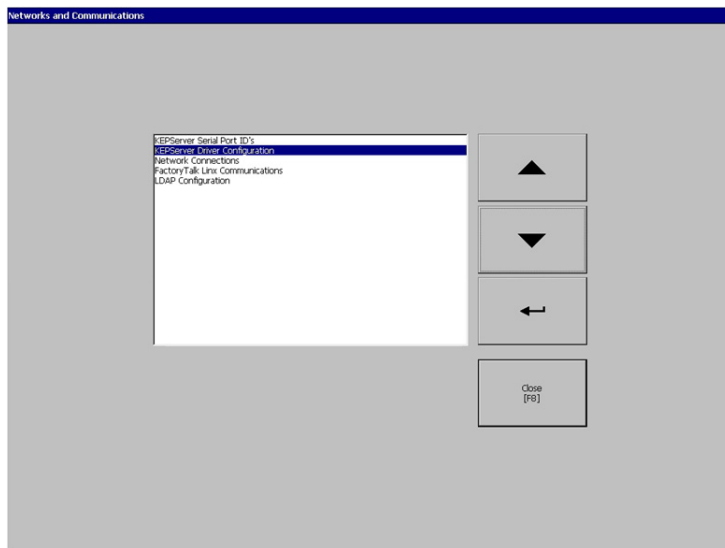 Networks and Communications
KEPServer Serial Port ID's
KEPServer Driver Configuration
Network Connections
FactoryTalk Linx Communications
LDAP Configuration
Close
[F8]